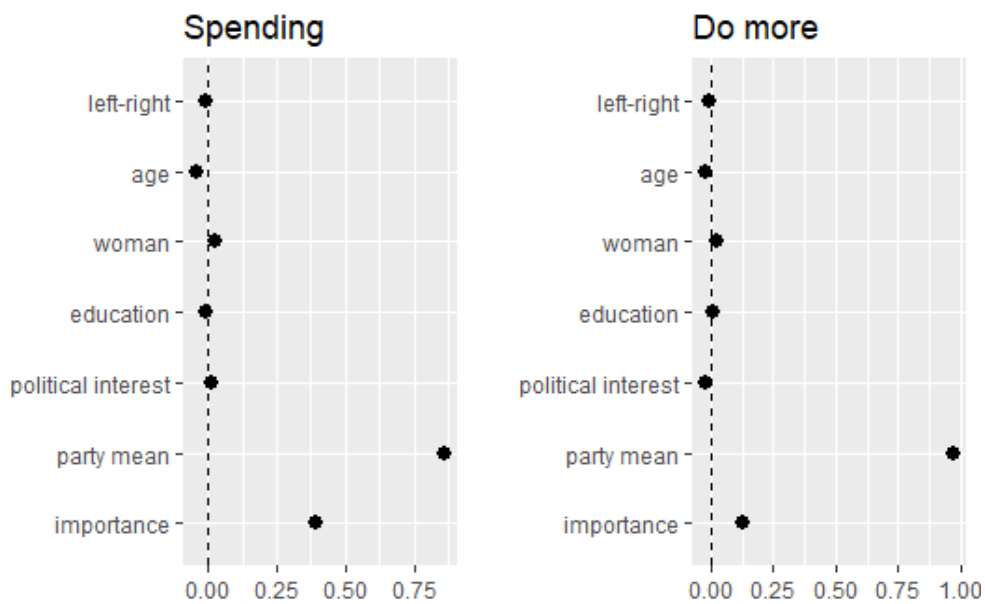 Spending
left-right
age
woman
education
political interest
party mean
importance
0.00 0.25 0.50 0.75
Do more
left-right
age
woman
education
political interest
party mean
importance
0.00 0.25 0.50 0.75 1.00